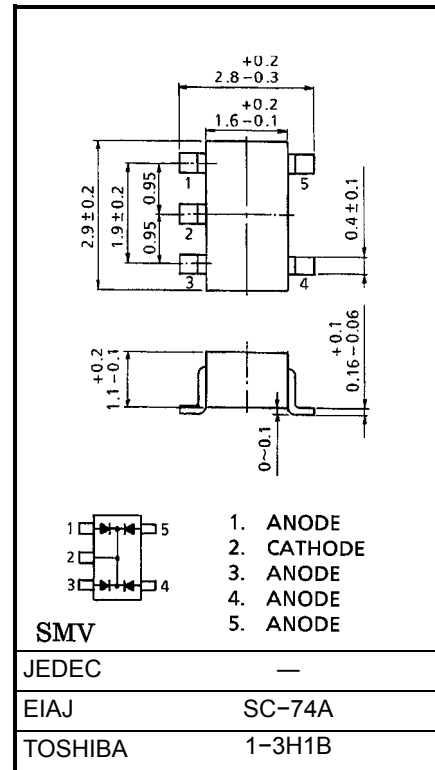 +0.2
2.8−0.3
+0.2
1.6−0.1
1
5
2.9±0.2
1.9±0.2
0.95
0.95
2
0.4±0.1
3
4
+0.2
1.1−0.1
+0.1
0.16−0.06
0~0.1
1 5
2
3 4
1. ANODE
2. CATHODE
3. ANODE
4. ANODE
5. ANODE
SMV
JEDEC —
EIAJ SC−74A
TOSHIBA 1−3H1B